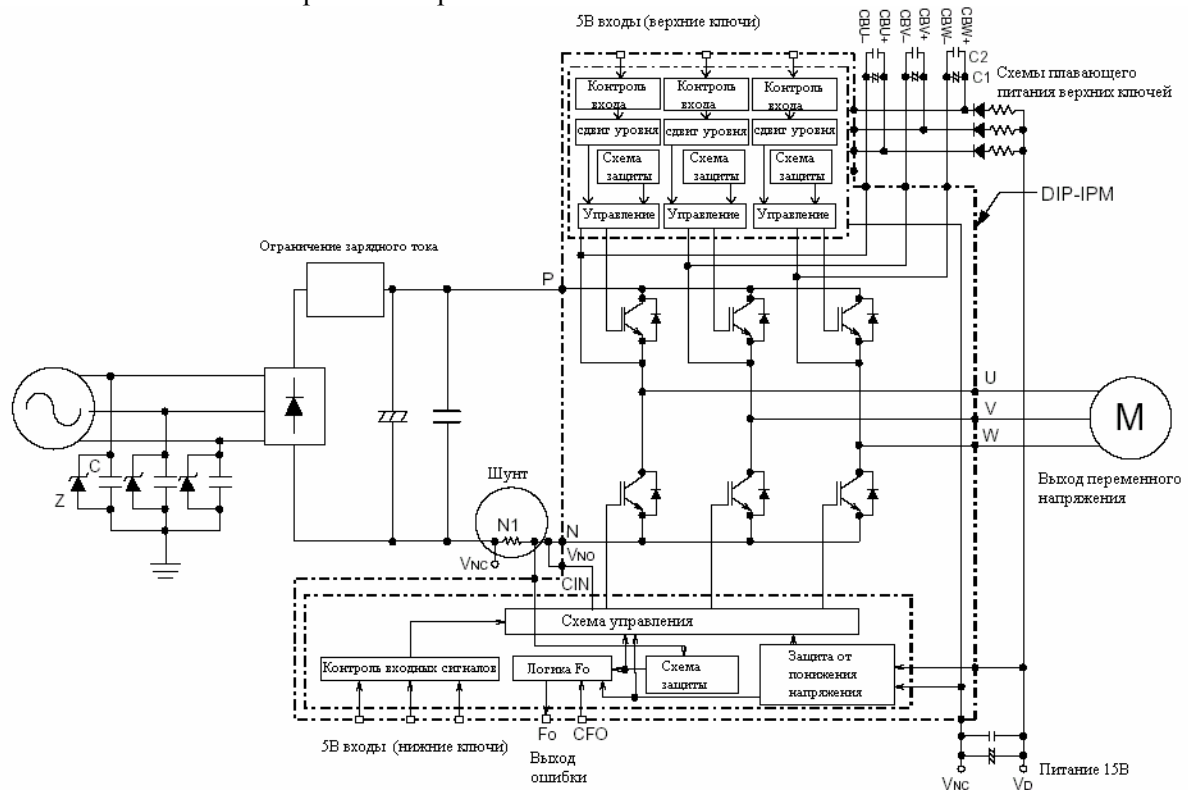 5В входы (верхние ключи)
CBU-
CBU+
CBV-
CBV+
CBW-
CBW+
C2
C1
Схемы плавающего
питания верхних ключей
Контроль
входа
Контроль
входа
Контроль
входа
сдвиг уровня
сдвиг уровня
сдвиг уровня
Схема
защиты
Схема
защиты
Схема
защиты
Управление
Управление
Управление
DIP-IPM
Ограничение зарядного тока
P
U
V
W
M
Выход переменного
напряжения
C
Z
Шунт
N1
N
VNO
VNC
CIN
Схема управления
Контроль входных сигналов
Логика Fo
Схема
защиты
Защита от
понижения
напряжения
5В входы (нижние ключи)
Fo
CFO
Выход
ошибки
Питание 15В
VNC
VD